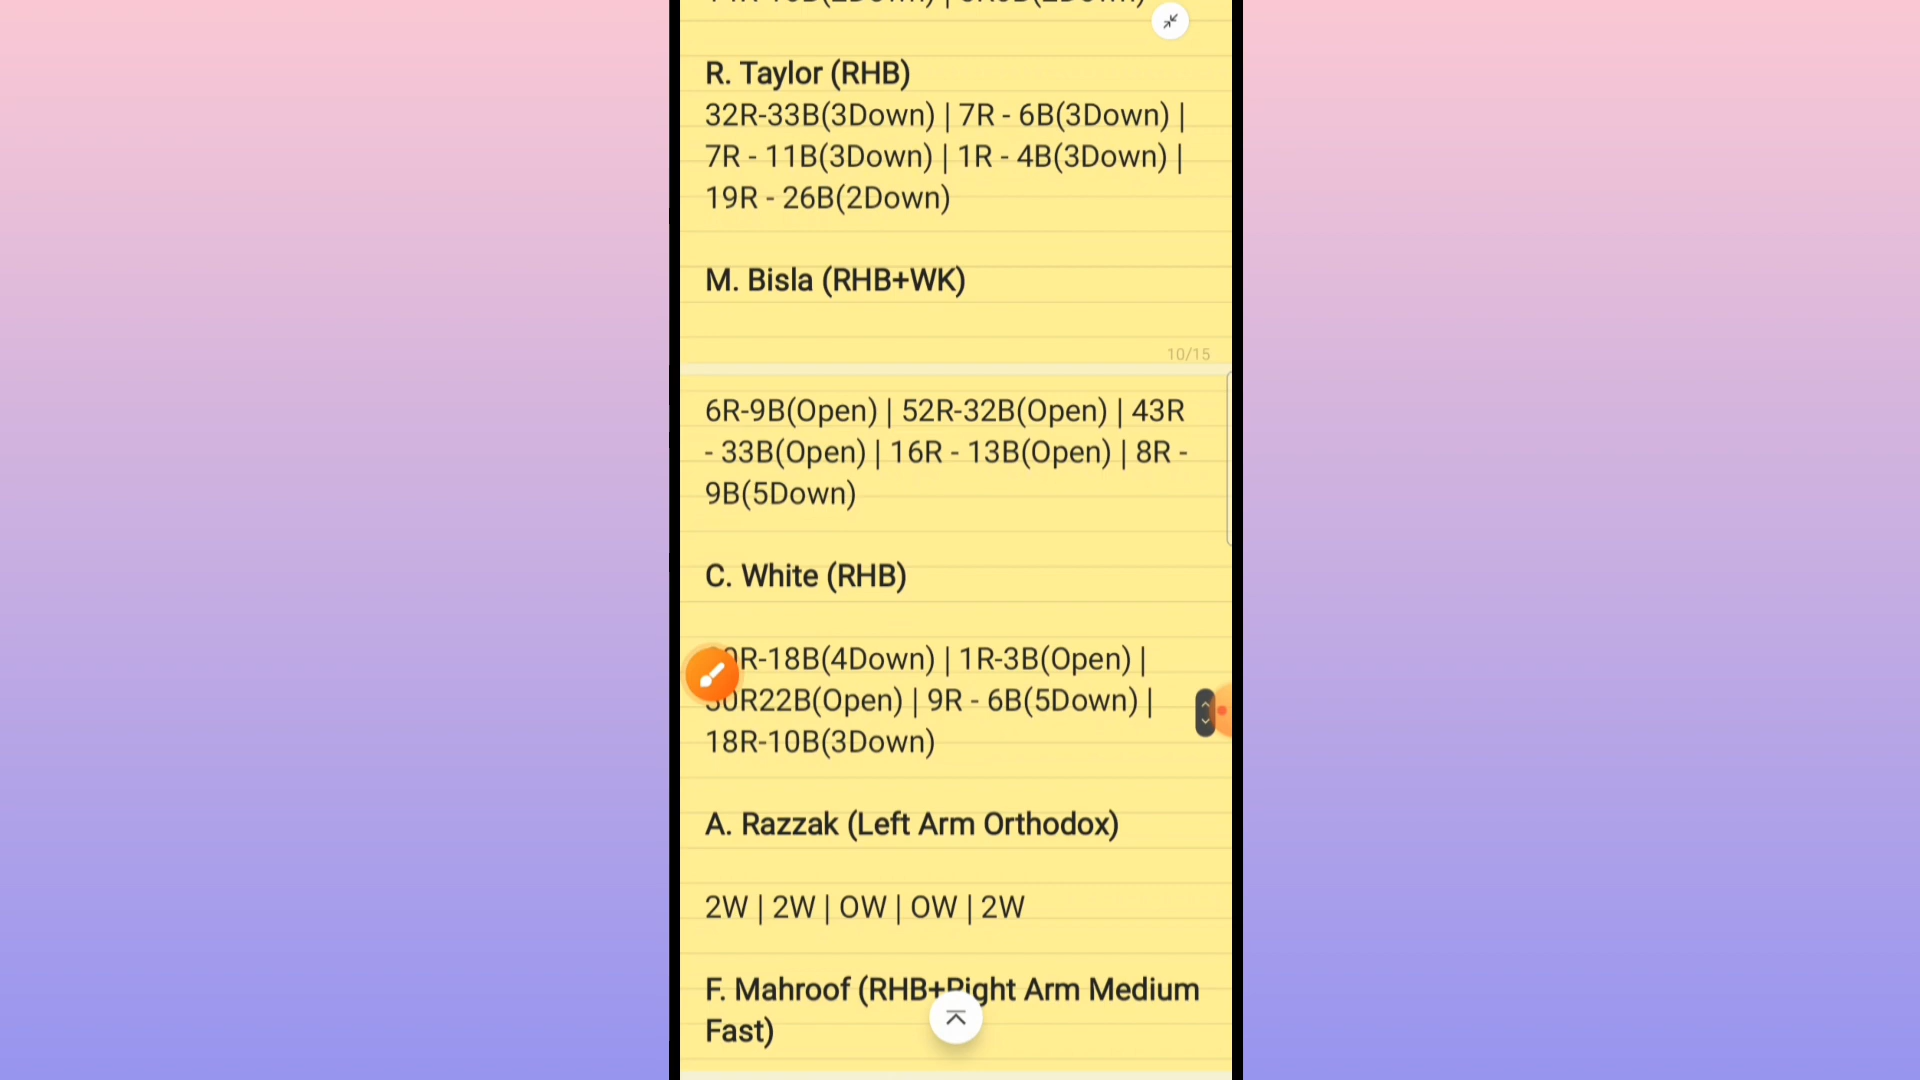 R. Taylor (RHB)
32R-33B(3Down) | 7R - 6B(3Down) |
7R - 11B(3Down) | 1R - 4B(3Down) |
19R - 26B(2Down)
M. Bisla (RHB+WK)
10/15
6R-9B(Open) | 52R-32B(Open) | 43R
- 33B(Open) | 16R - 13B(Open) | 8R -
9B(5Down)
C. White (RHB)
(4Down) | 1R-3B(Open) |
(Open) | 9R - 6B(5Down) |
18R-10B(3Down)
A. Razzak (Left Arm Orthodox)
2W | 2W | OW | OW | 2W
F. Mahroof (RHB+Right Arm Medium
Fast)